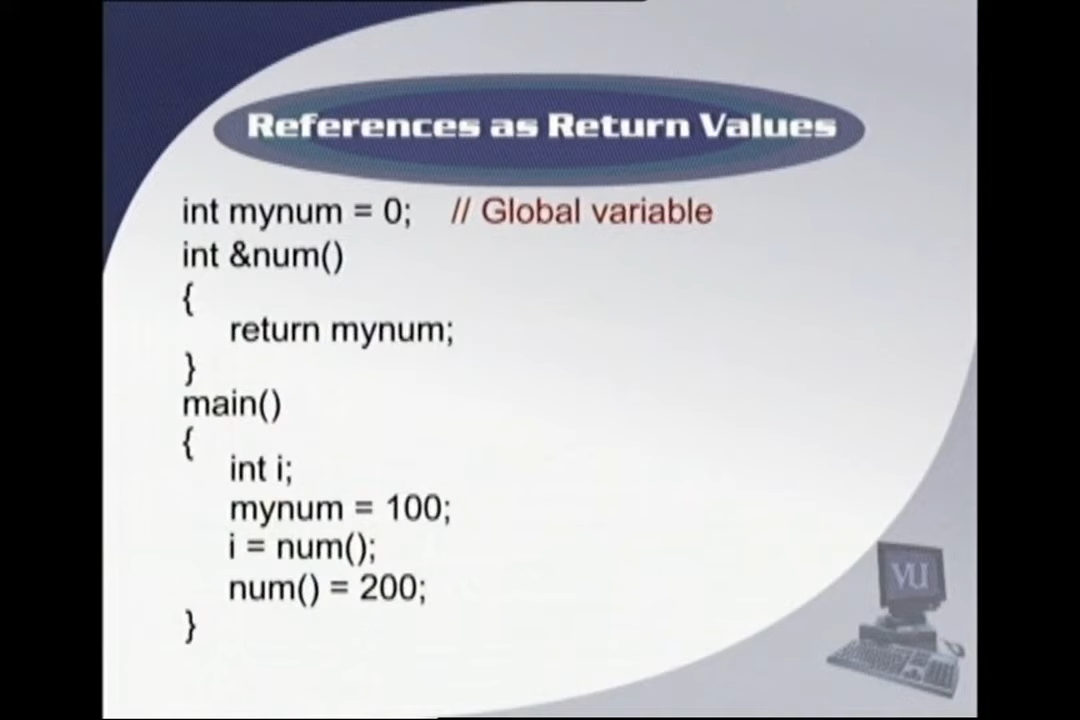 References as Return Values
int mynum = 0; // Global variable
int &num()
{
return mynum;
}
main()
{
int i;
mynum = 100;
i = num();
num() = 200;
}
VU